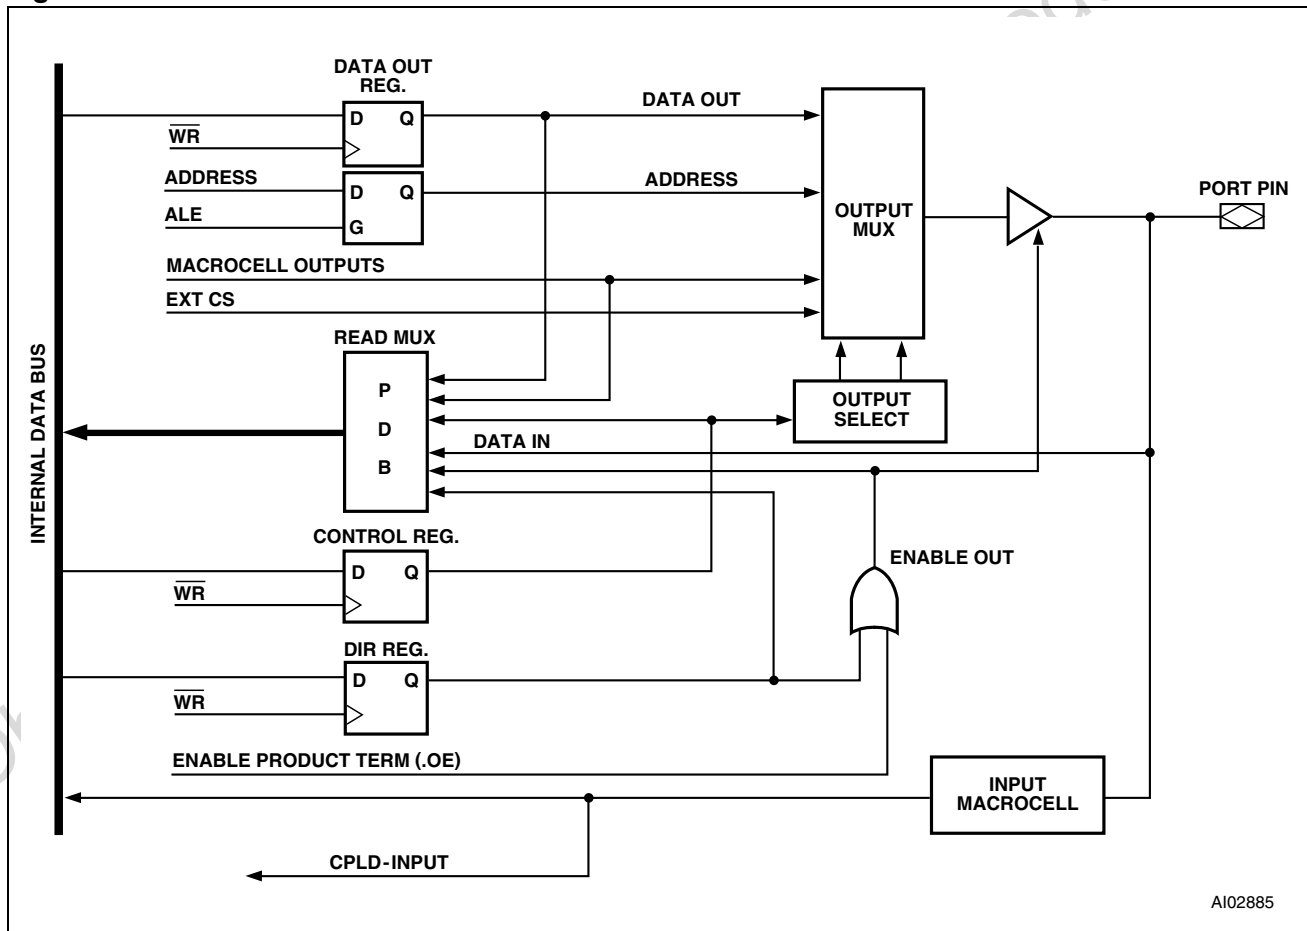 DATA OUT
REG.
D Q
WR
DATA OUT
ADDRESS
D Q
ALE
G
ADDRESS
OUTPUT
MUX
PORT PIN
MACROCELL OUTPUTS
EXT CS
READ MUX
P
D
B
OUTPUT
SELECT
DATA IN
INTERNAL DATA BUS
CONTROL REG.
D Q
WR
ENABLE OUT
DIR REG.
D Q
WR
ENABLE PRODUCT TERM (.OE)
INPUT
MACROCELL
CPLD-INPUT
AI02885